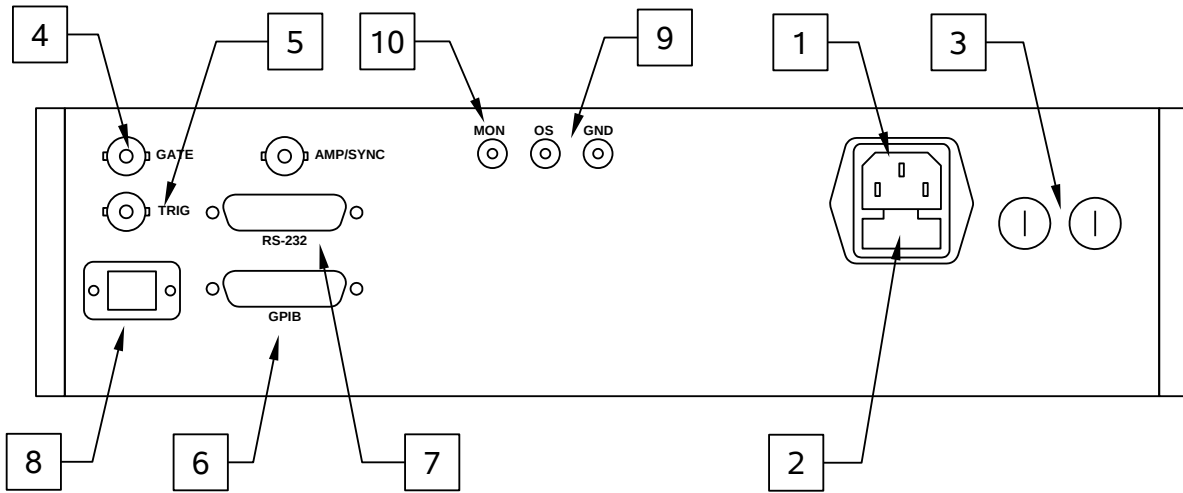 4
5
10
9
1
3
MON
OS
GND
GATE
AMP/SYNC
TRIG
RS-232
GPIB
8
6
7
2